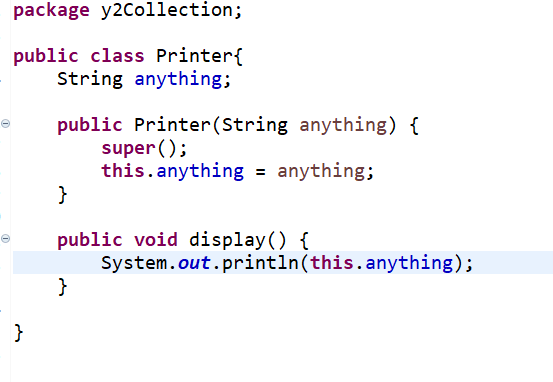 package y2Collection;
public class Printer{
String anything;
public Printer(String anything) {
super();
this.anything = anything;
}
public void display() {
System.out.println(this.anything);
}
}